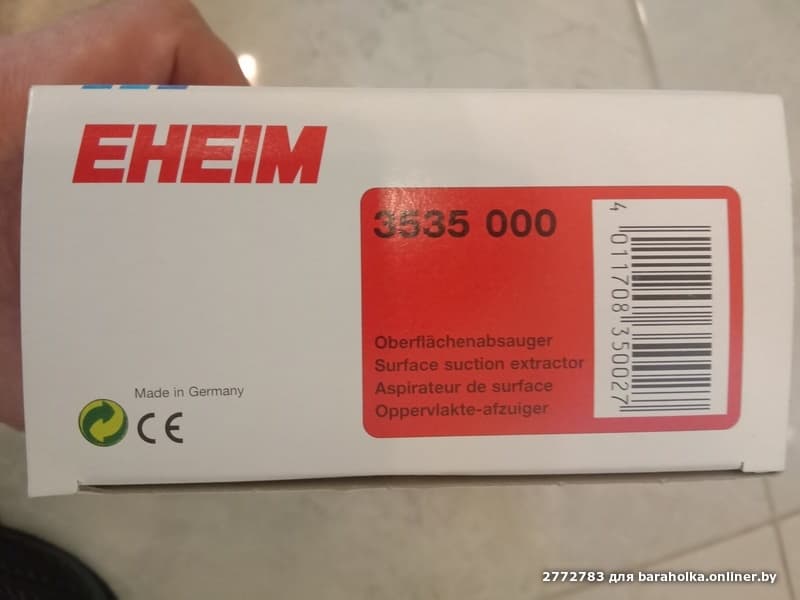 EHEIM
3535 000
Oberflächenabsauger
Surface suction extractor
Aspirateur de surface
Oppervlakte-afzuiger
4 011708 350027
Made in Germany
CE
2772783 для baraholka.onliner.by